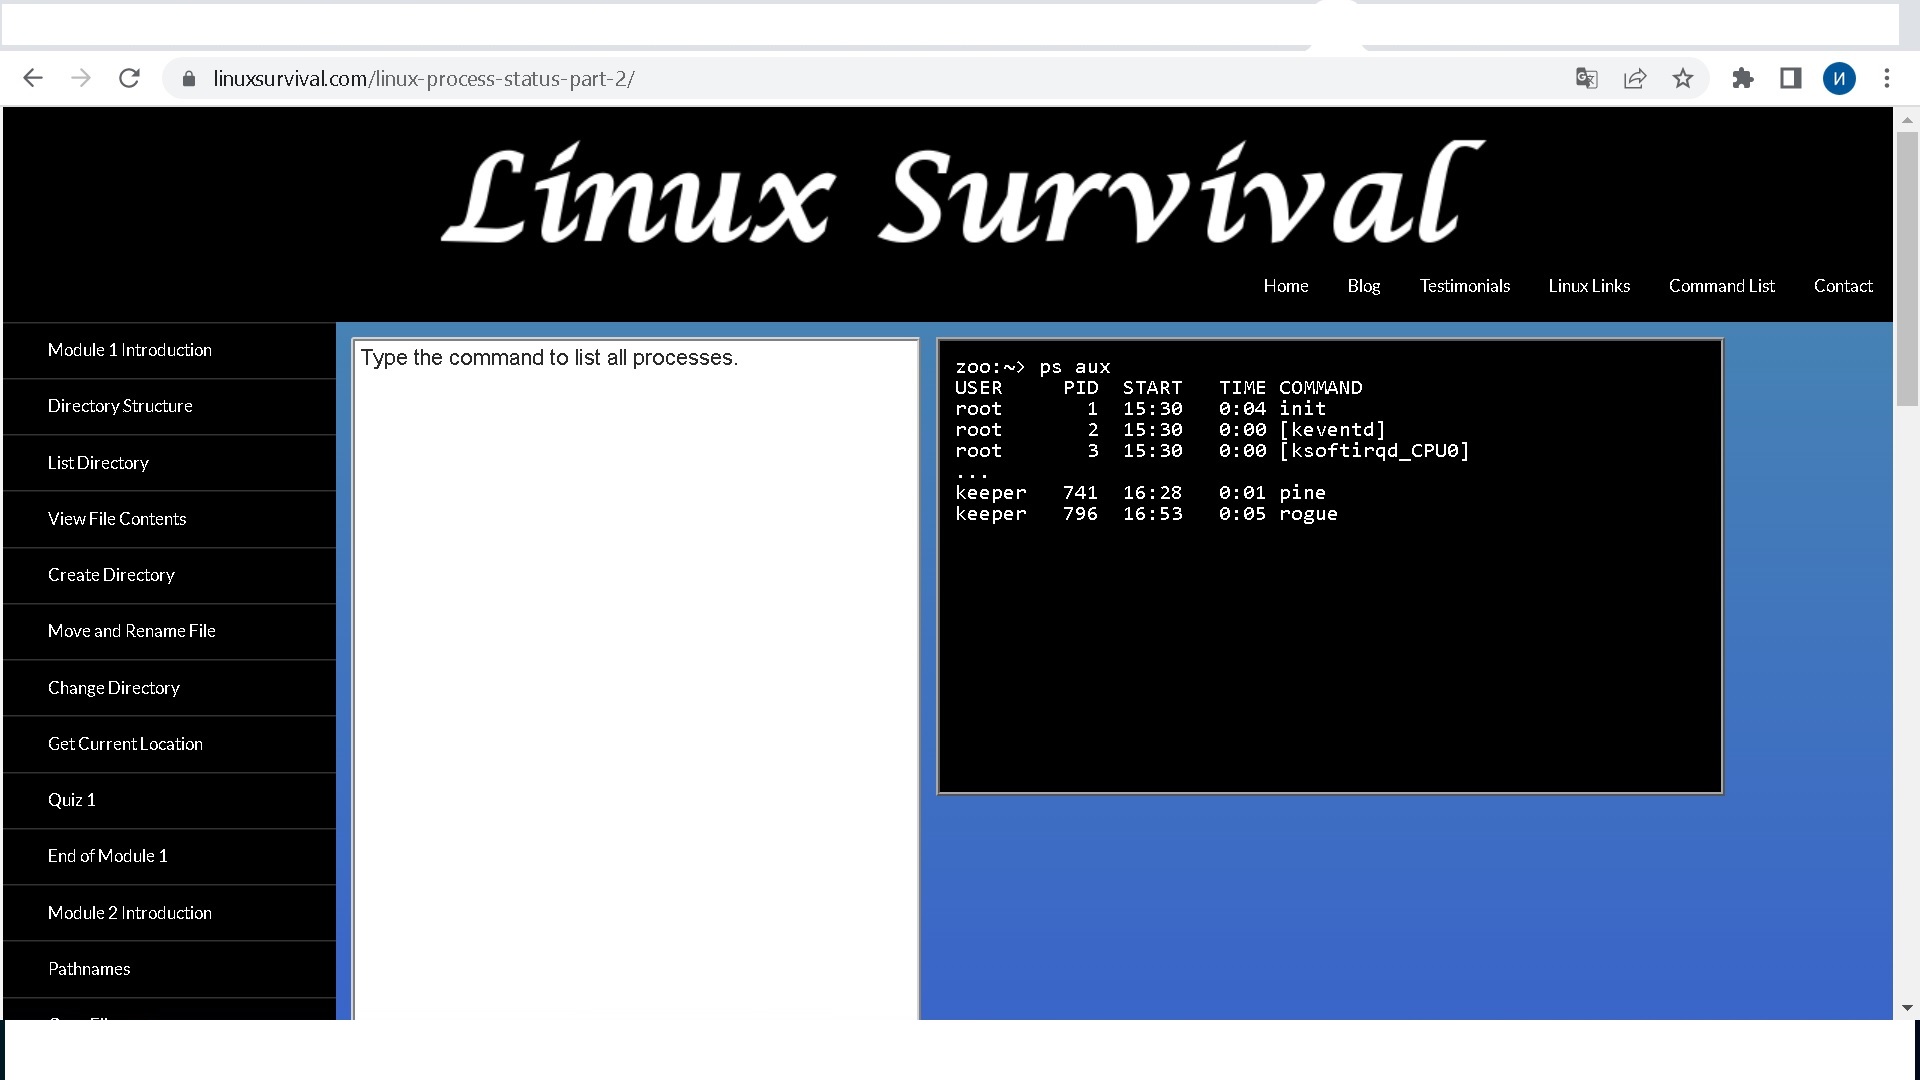 linuxsurvival.com/linux-process-status-part-2/
И
Linux Survival
Home Blog Testimonials Linux Links Command List Contact
Module 1 Introduction
Directory Structure
List Directory
View File Contents
Create Directory
Move and Rename File
Change Directory
Get Current Location
Quiz 1
End of Module 1
Module 2 Introduction
Pathnames
Type the command to list all processes.
zoo:~> ps aux
USER PID START TIME COMMAND
root 1 15:30 0:04 init
root 2 15:30 0:00 [keventd]
root 3 15:30 0:00 [ksoftirqd_CPU0]
...
keeper 741 16:28 0:01 pine
keeper 796 16:53 0:05 rogue